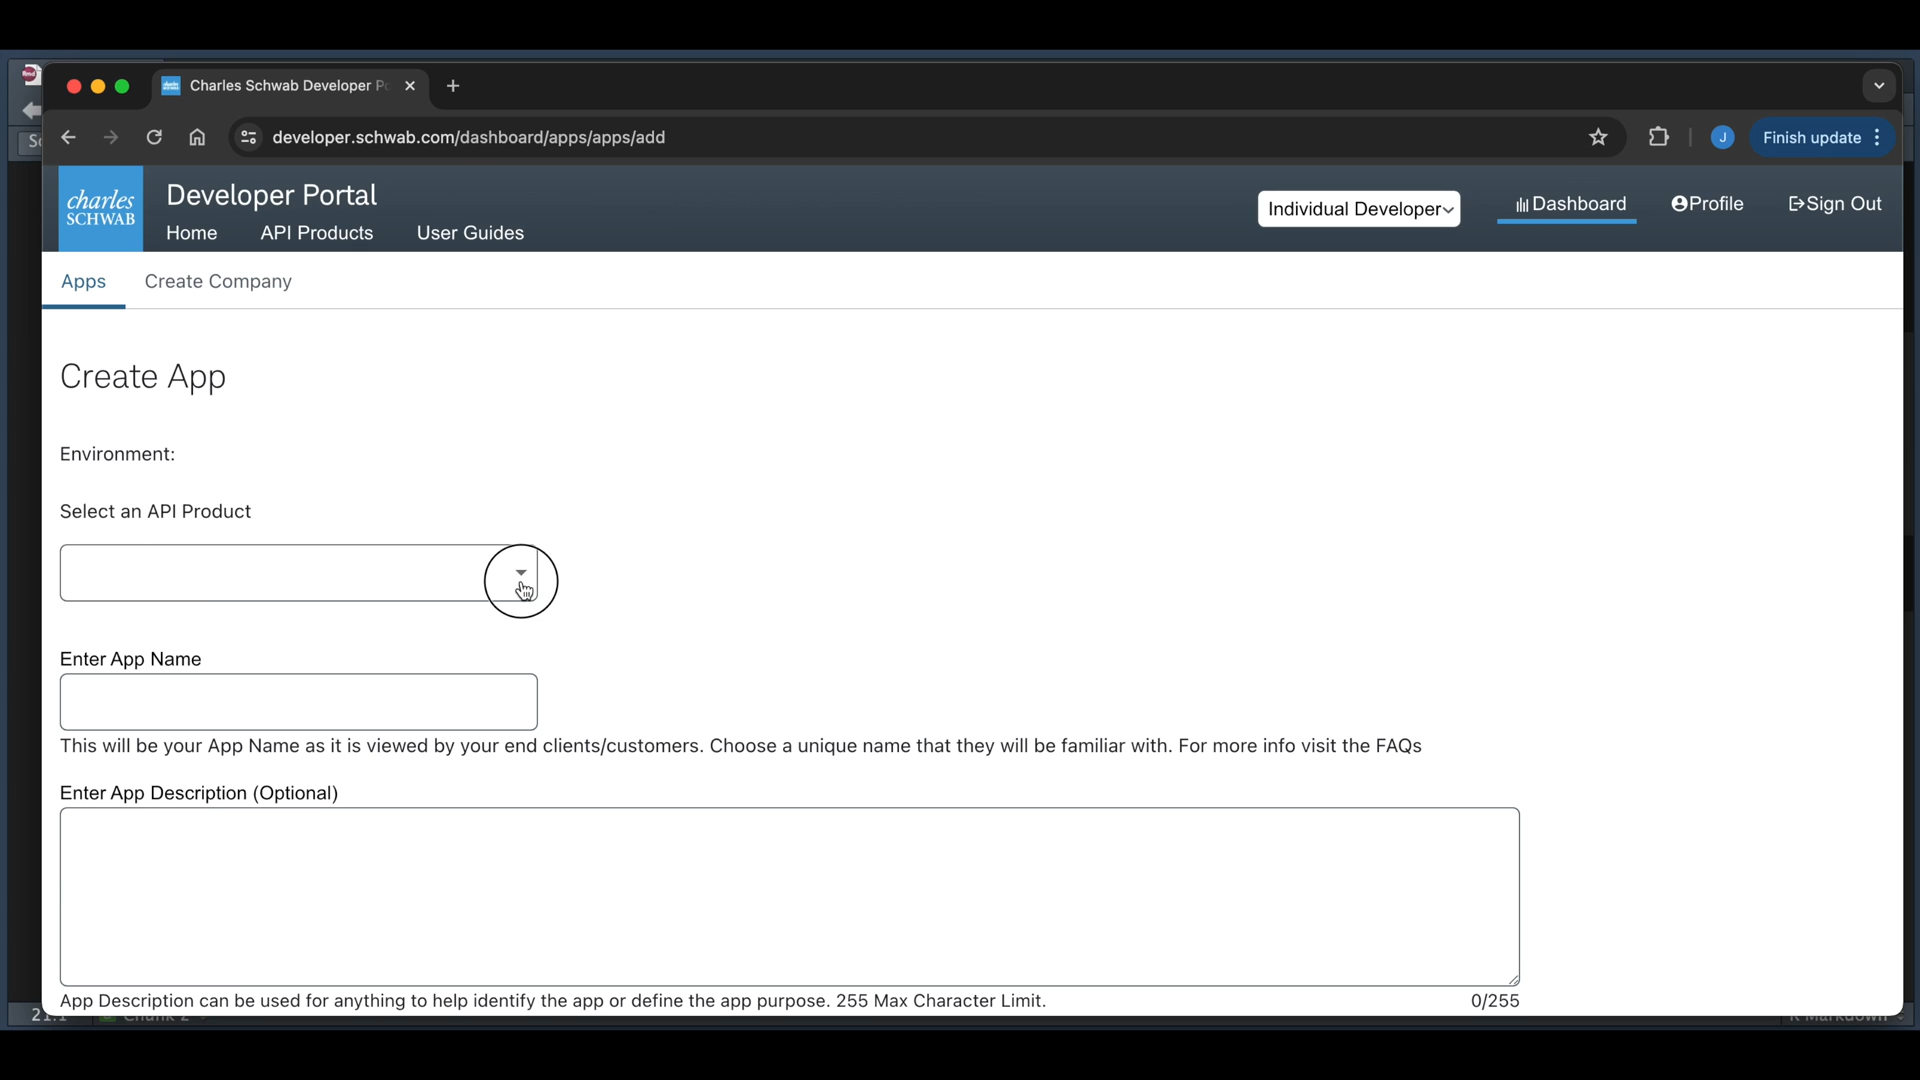 Charles Schwab Developer
developer.schwab.com/dashboard/apps/apps/add
J
Finish update
charles
SCHWAB
Developer Portal
Home
API Products
User Guides
Individual Developer
Dashboard
Profile
Sign Out
Apps
Create Company
Create App
Environment:
Select an API Product
Enter App Name
This will be your App Name as it is viewed by your end clients/customers. Choose a unique name that they will be familiar with. For more info visit the FAQs
Enter App Description (Optional)
App Description can be used for anything to help identify the app or define the app purpose. 255 Max Character Limit.
0/255